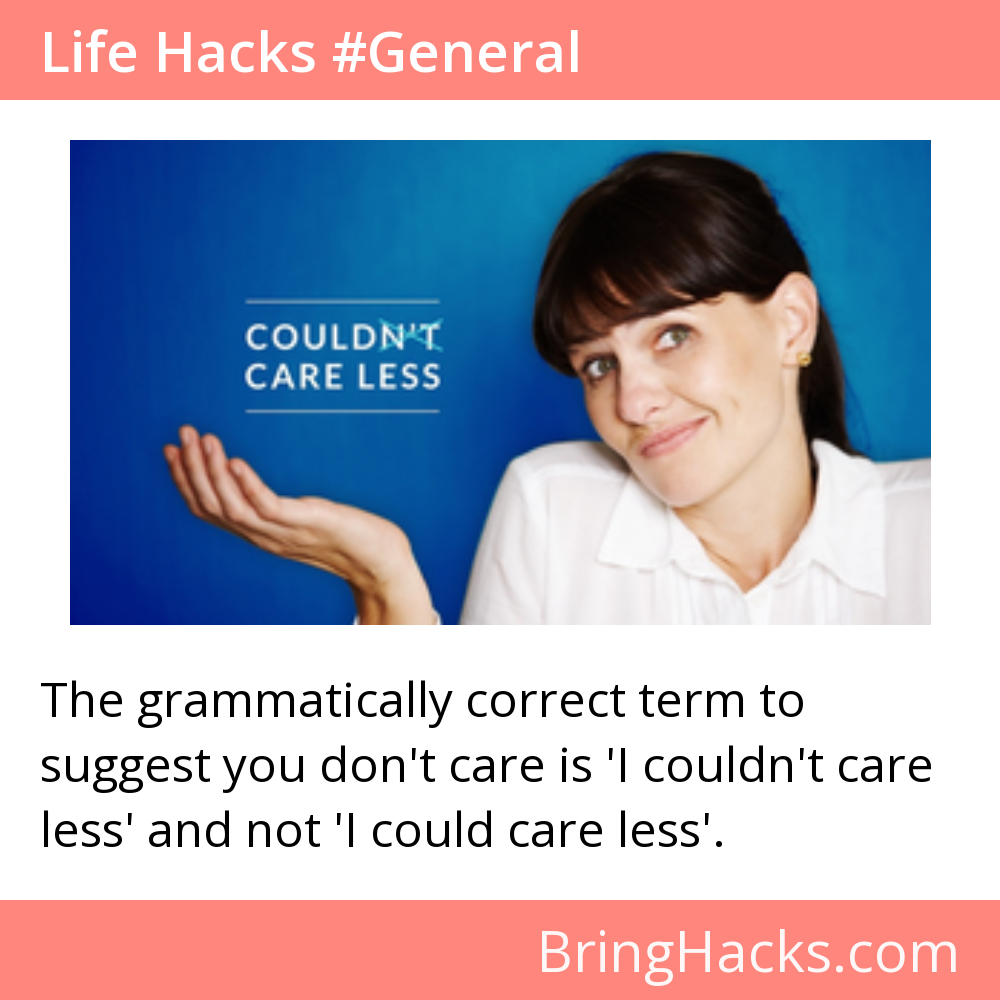 Life Hacks #General
COULDN'T
CARE LESS
The grammatically correct term to
suggest you don't care is 'I couldn't care
less' and not 'I could care less'.
BringHacks.com